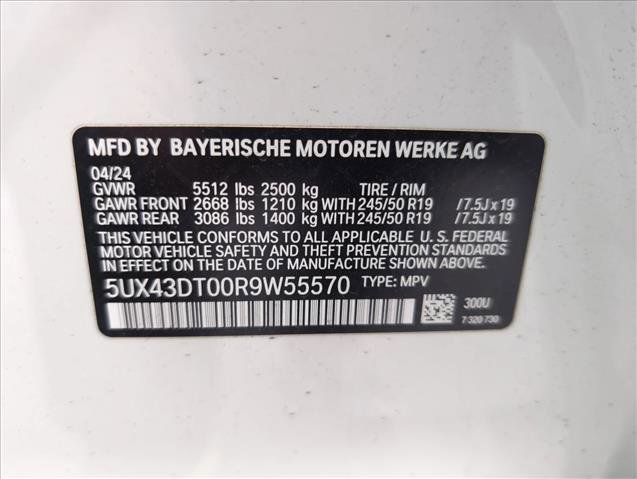 MFD BY BAYERISCHE MOTOREN WERKE AG
04/24
GVWR 5512 lbs 2500 kg TIRE / RIM
GAWR FRONT 2668 lbs 1210 kg WITH 245/50 R19 /7.5J x 19
GAWR REAR 3086 lbs 1400 kg WITH 245/50 R19 /7.5J x 19
THIS VEHICLE CONFORMS TO ALL APPLICABLE U. S. FEDERAL
MOTOR VEHICLE SAFETY AND THEFT PREVENTION STANDARDS
IN EFFECT ON THE DATE OF MANUFACTURE SHOWN ABOVE.
5UX43DT00R9W55570 TYPE: MPV
300U
7 320 730